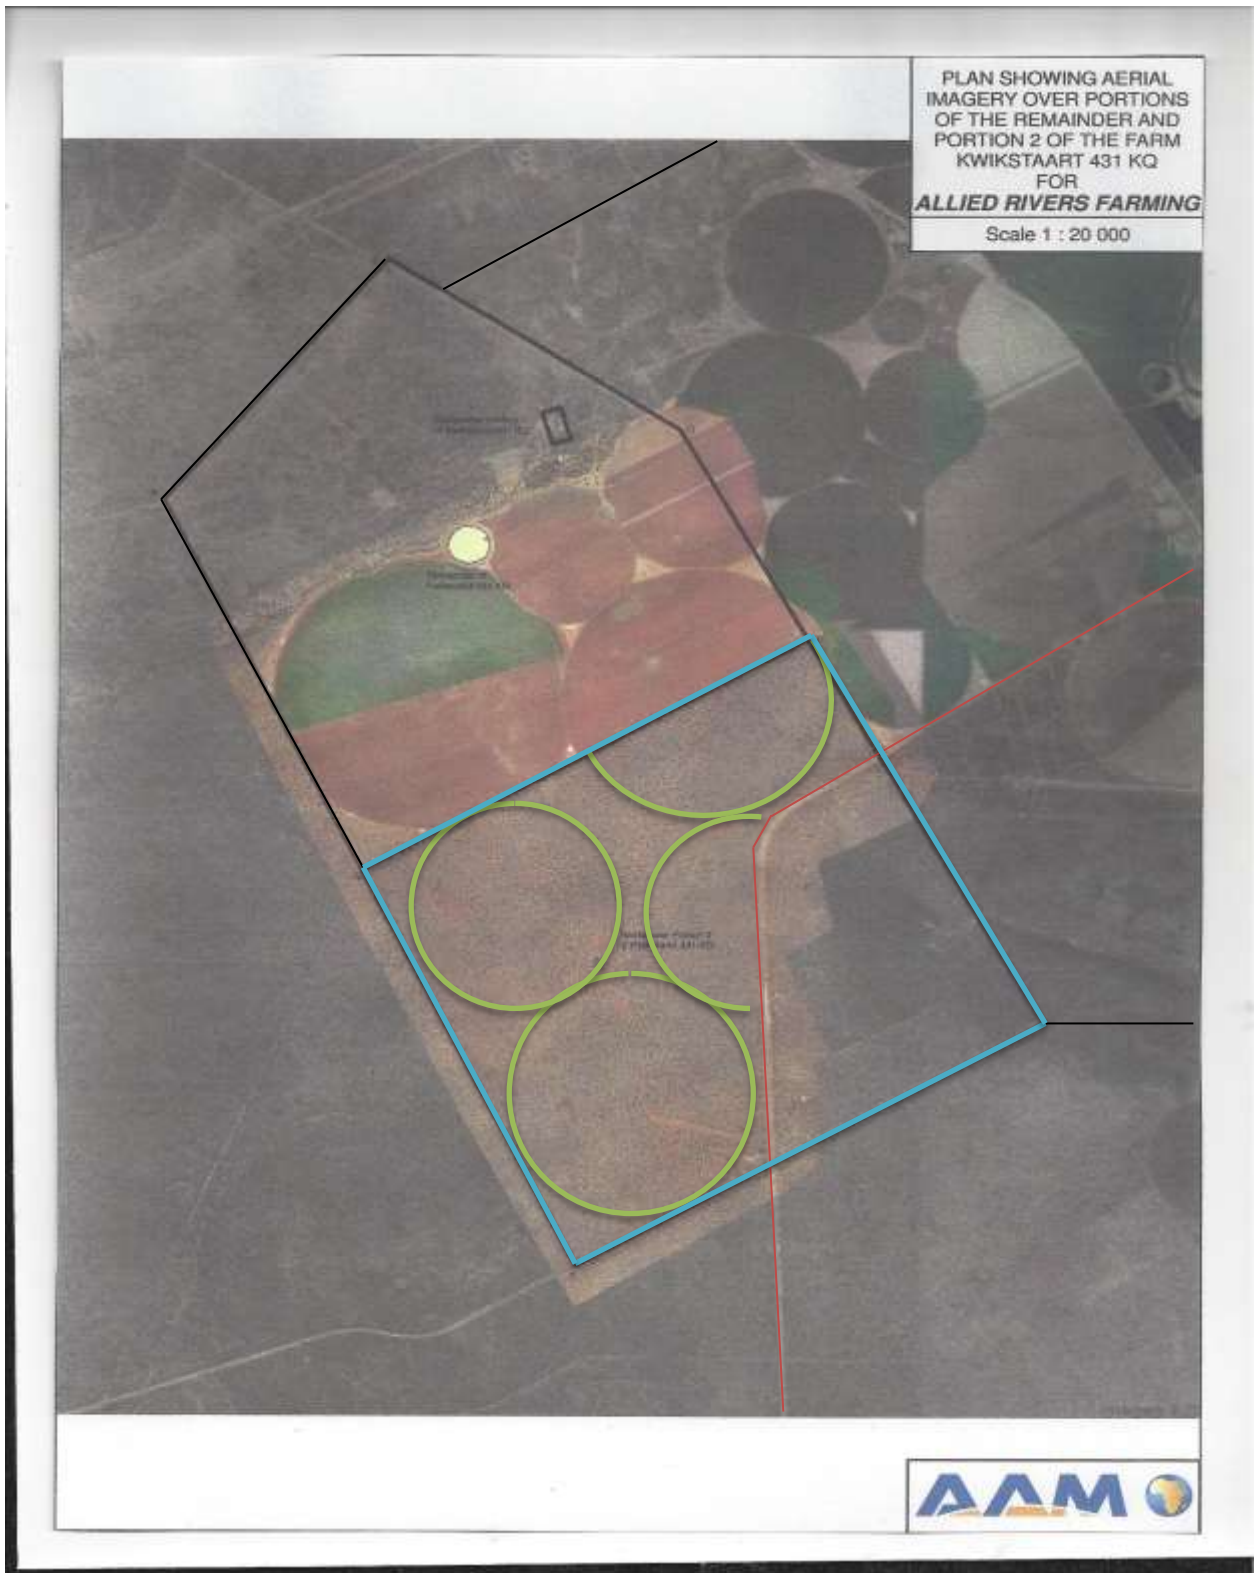 PLAN SHOWING AERIAL
IMAGERY OVER PORTIONS
OF THE REMAINDER AND
PORTION 2 OF THE FARM
KWIKSTAART 431 KQ
FOR
ALLIED RIVERS FARMING
Scale 1 : 20 000
AAM